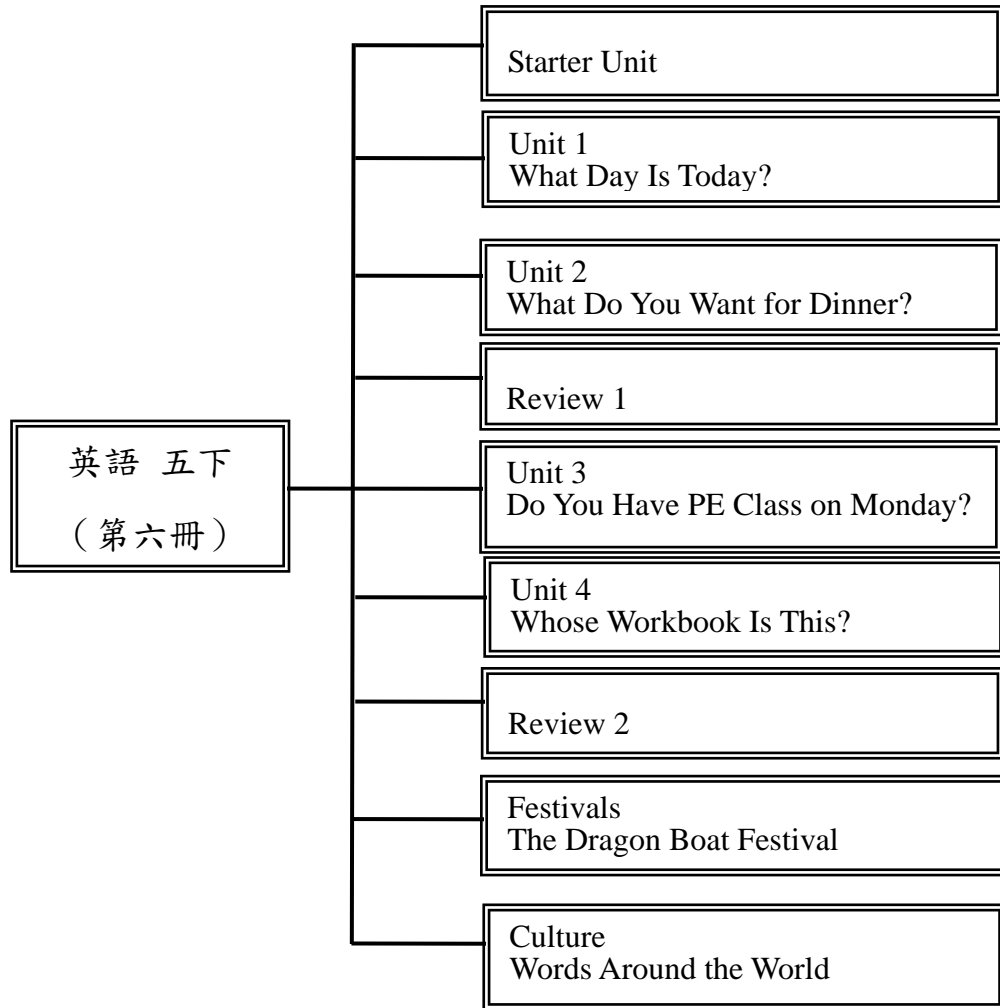 英語 五下
（第六冊）
Starter Unit
Unit 1
What Day Is Today?
Unit 2
What Do You Want for Dinner?
Review 1
Unit 3
Do You Have PE Class on Monday?
Unit 4
Whose Workbook Is This?
Review 2
Festivals
The Dragon Boat Festival
Culture
Words Around the World